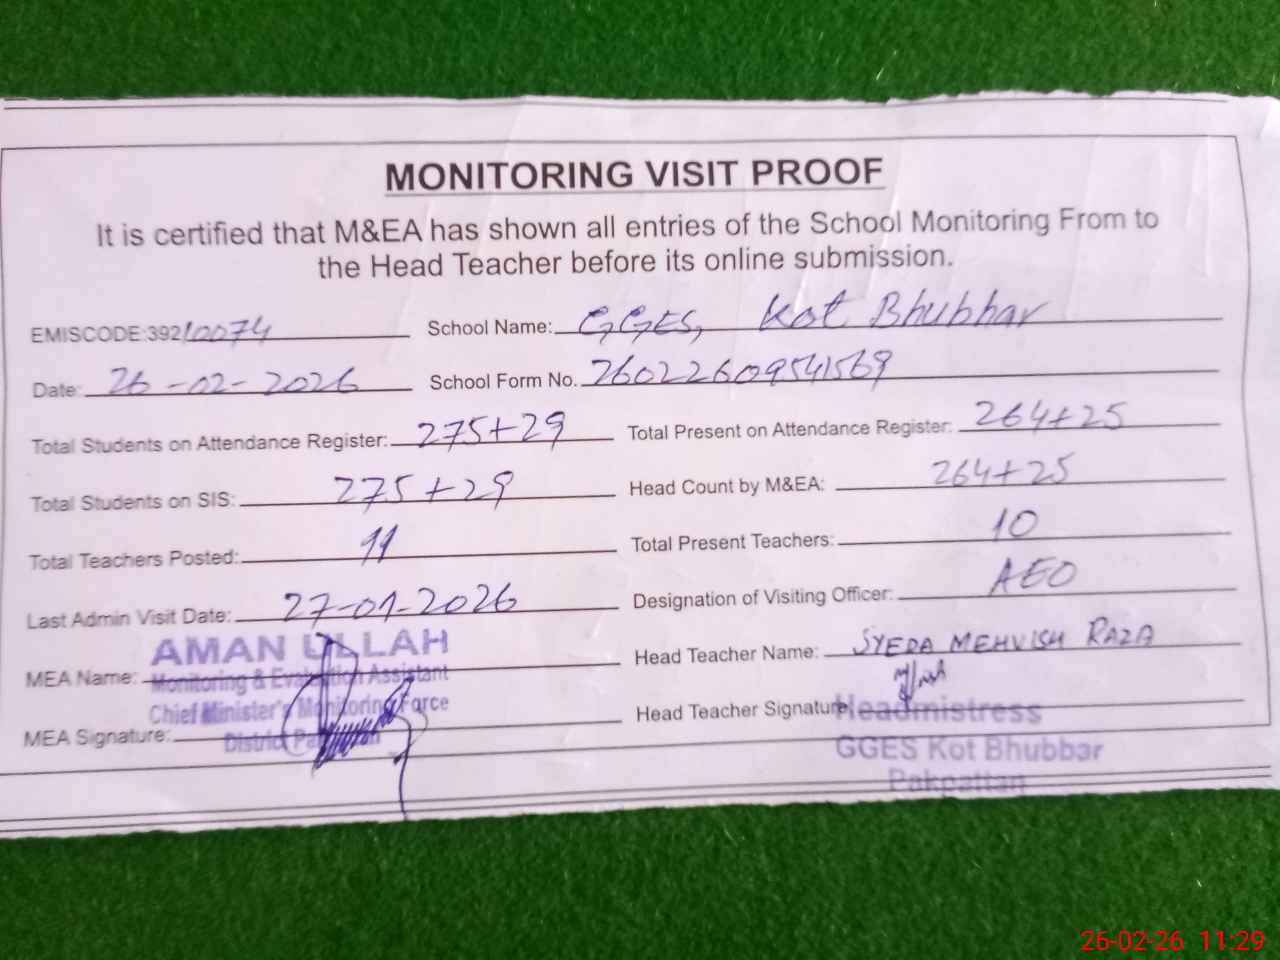 MONITORING VISIT PROOF
It is certified that M&EA has shown all entries of the School Monitoring From to
the Head Teacher before its online submission.
EMISCODE:39210074 School Name: GGES, Kot Bhubhar
Date: 26-02-2026 School Form No. 26022609541569
Total Students on Attendance Register: 275+29 Total Present on Attendance Register: 264+25
Total Students on SIS: 275+29 Head Count by M&EA: 264+25
Total Teachers Posted: 11 Total Present Teachers: 10
Last Admin Visit Date: 27-01-2026 Designation of Visiting Officer: AEO
AMAN ULLAH
MEA Name: Monitoring & Evaluation Assistant Head Teacher Name: SYEDA MEHVISH RAZA
Chief Minister's Monitoring Force
MEA Signature: District Head Teacher Signature Headmistress
GGES Kot Bhubbar
Pakpattan
26-02-26 11:29